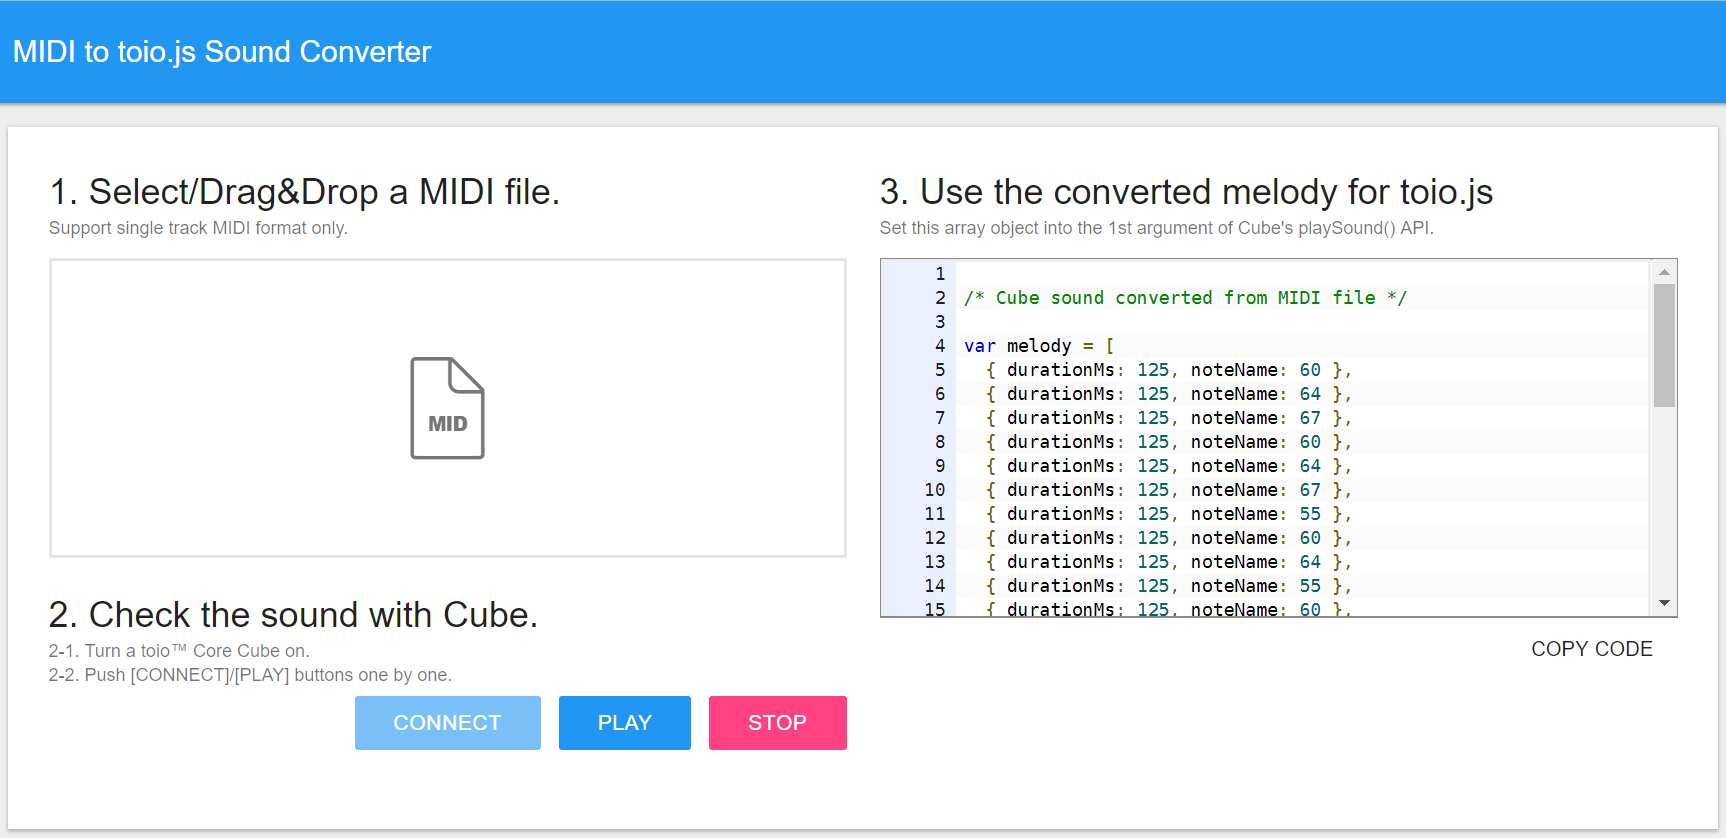 MIDI to toio.js Sound Converter
1. Select/Drag&Drop a MIDI file.
Support single track MIDI format only.
MID
2. Check the sound with Cube.
2-1. Turn a toio™ Core Cube on.
2-2. Push [CONNECT]/[PLAY] buttons one by one.
CONNECT
PLAY
STOP
3. Use the converted melody for toio.js
Set this array object into the 1st argument of Cube's playSound() API.
1
2 /* Cube sound converted from MIDI file */
3
4 var melody = [
5 { durationMs: 125, noteName: 60 },
6 { durationMs: 125, noteName: 64 },
7 { durationMs: 125, noteName: 67 },
8 { durationMs: 125, noteName: 60 },
9 { durationMs: 125, noteName: 64 },
10 { durationMs: 125, noteName: 67 },
11 { durationMs: 125, noteName: 55 },
12 { durationMs: 125, noteName: 60 },
13 { durationMs: 125, noteName: 64 },
14 { durationMs: 125, noteName: 55 },
15 { durationMs: 125, noteName: 60 },
COPY CODE